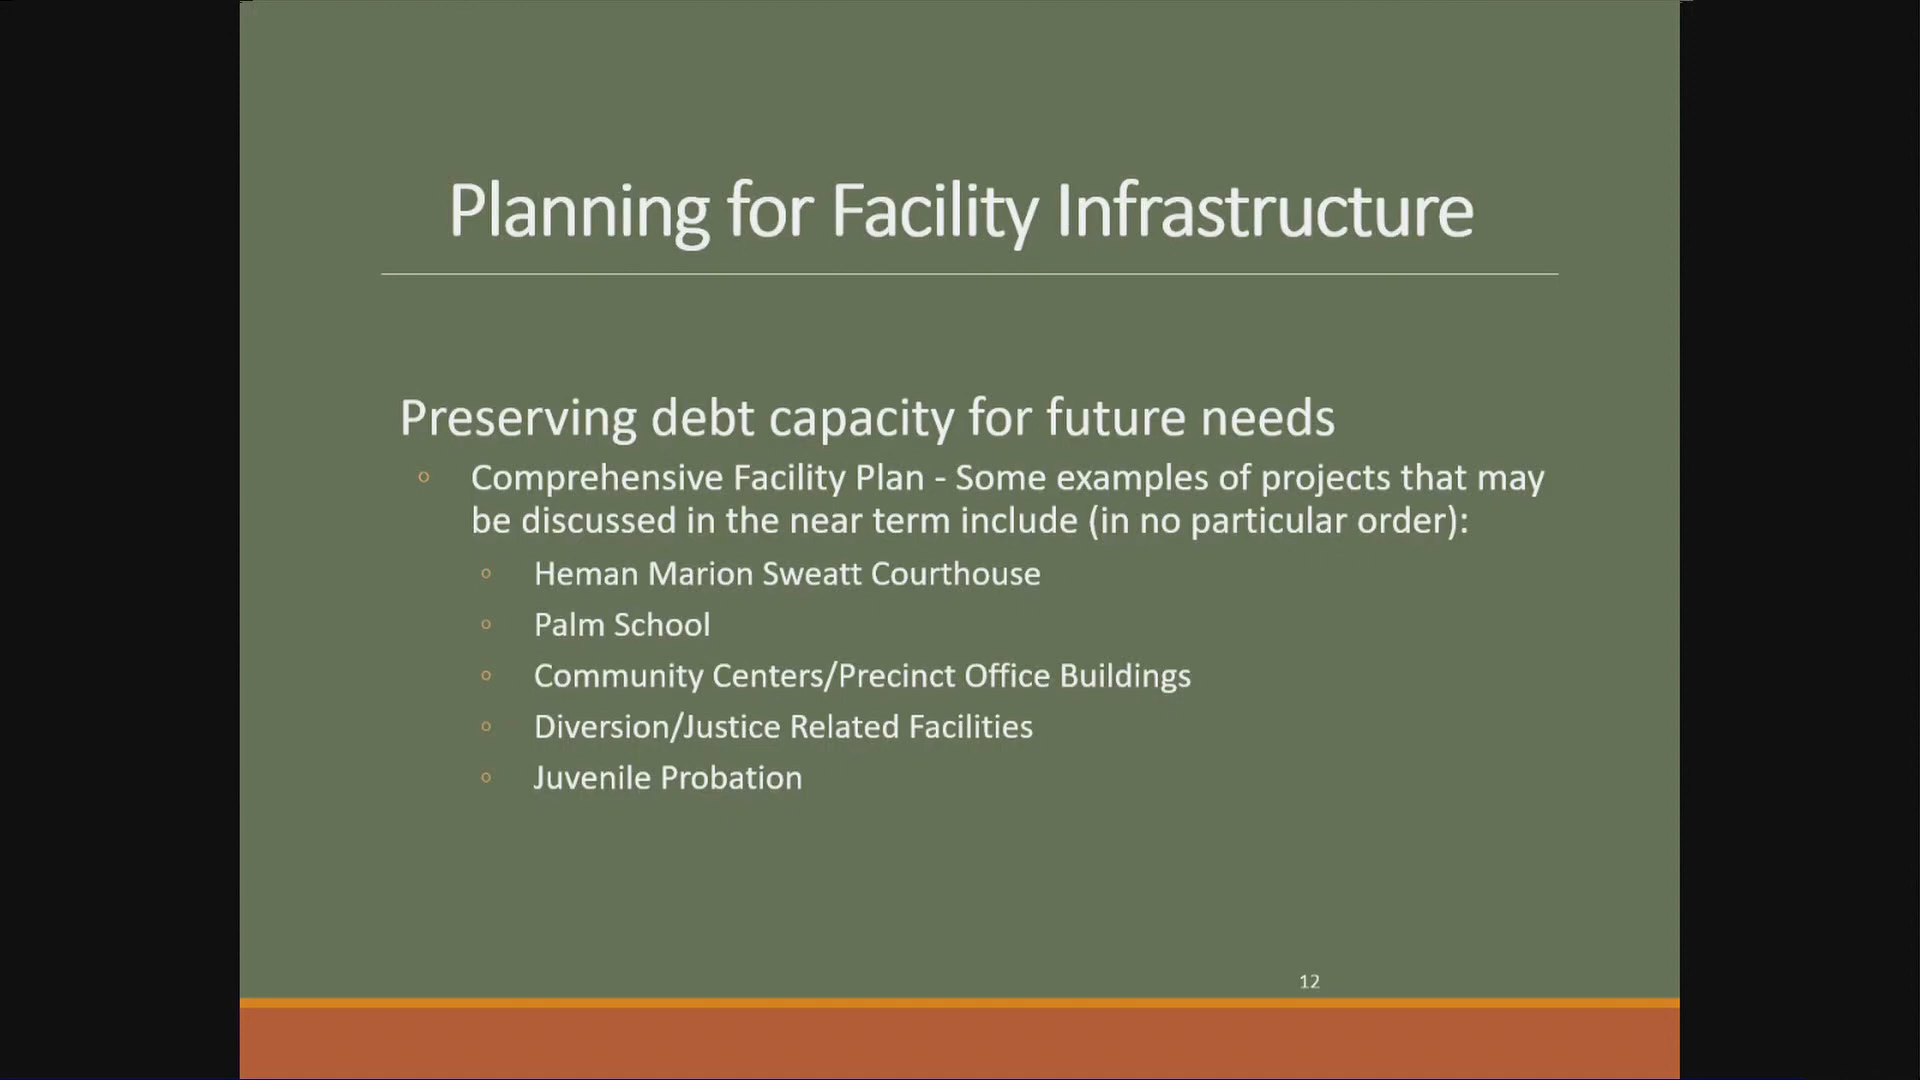 Planning for Facility Infrastructure
Preserving debt capacity for future needs
◦ Comprehensive Facility Plan - Some examples of projects that may
be discussed in the near term include (in no particular order):
◦ Heman Marion Sweatt Courthouse
◦ Palm School
◦ Community Centers/Precinct Office Buildings
◦ Diversion/Justice Related Facilities
◦ Juvenile Probation
12